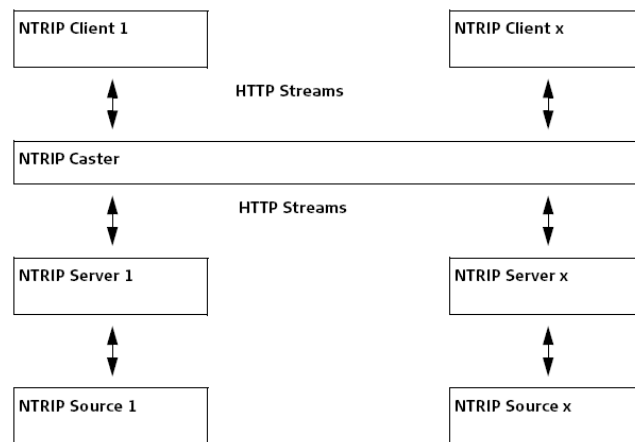 NTRIP Client 1
NTRIP Client x
HTTP Streams
NTRIP Caster
HTTP Streams
NTRIP Server 1
NTRIP Server x
NTRIP Source 1
NTRIP Source x